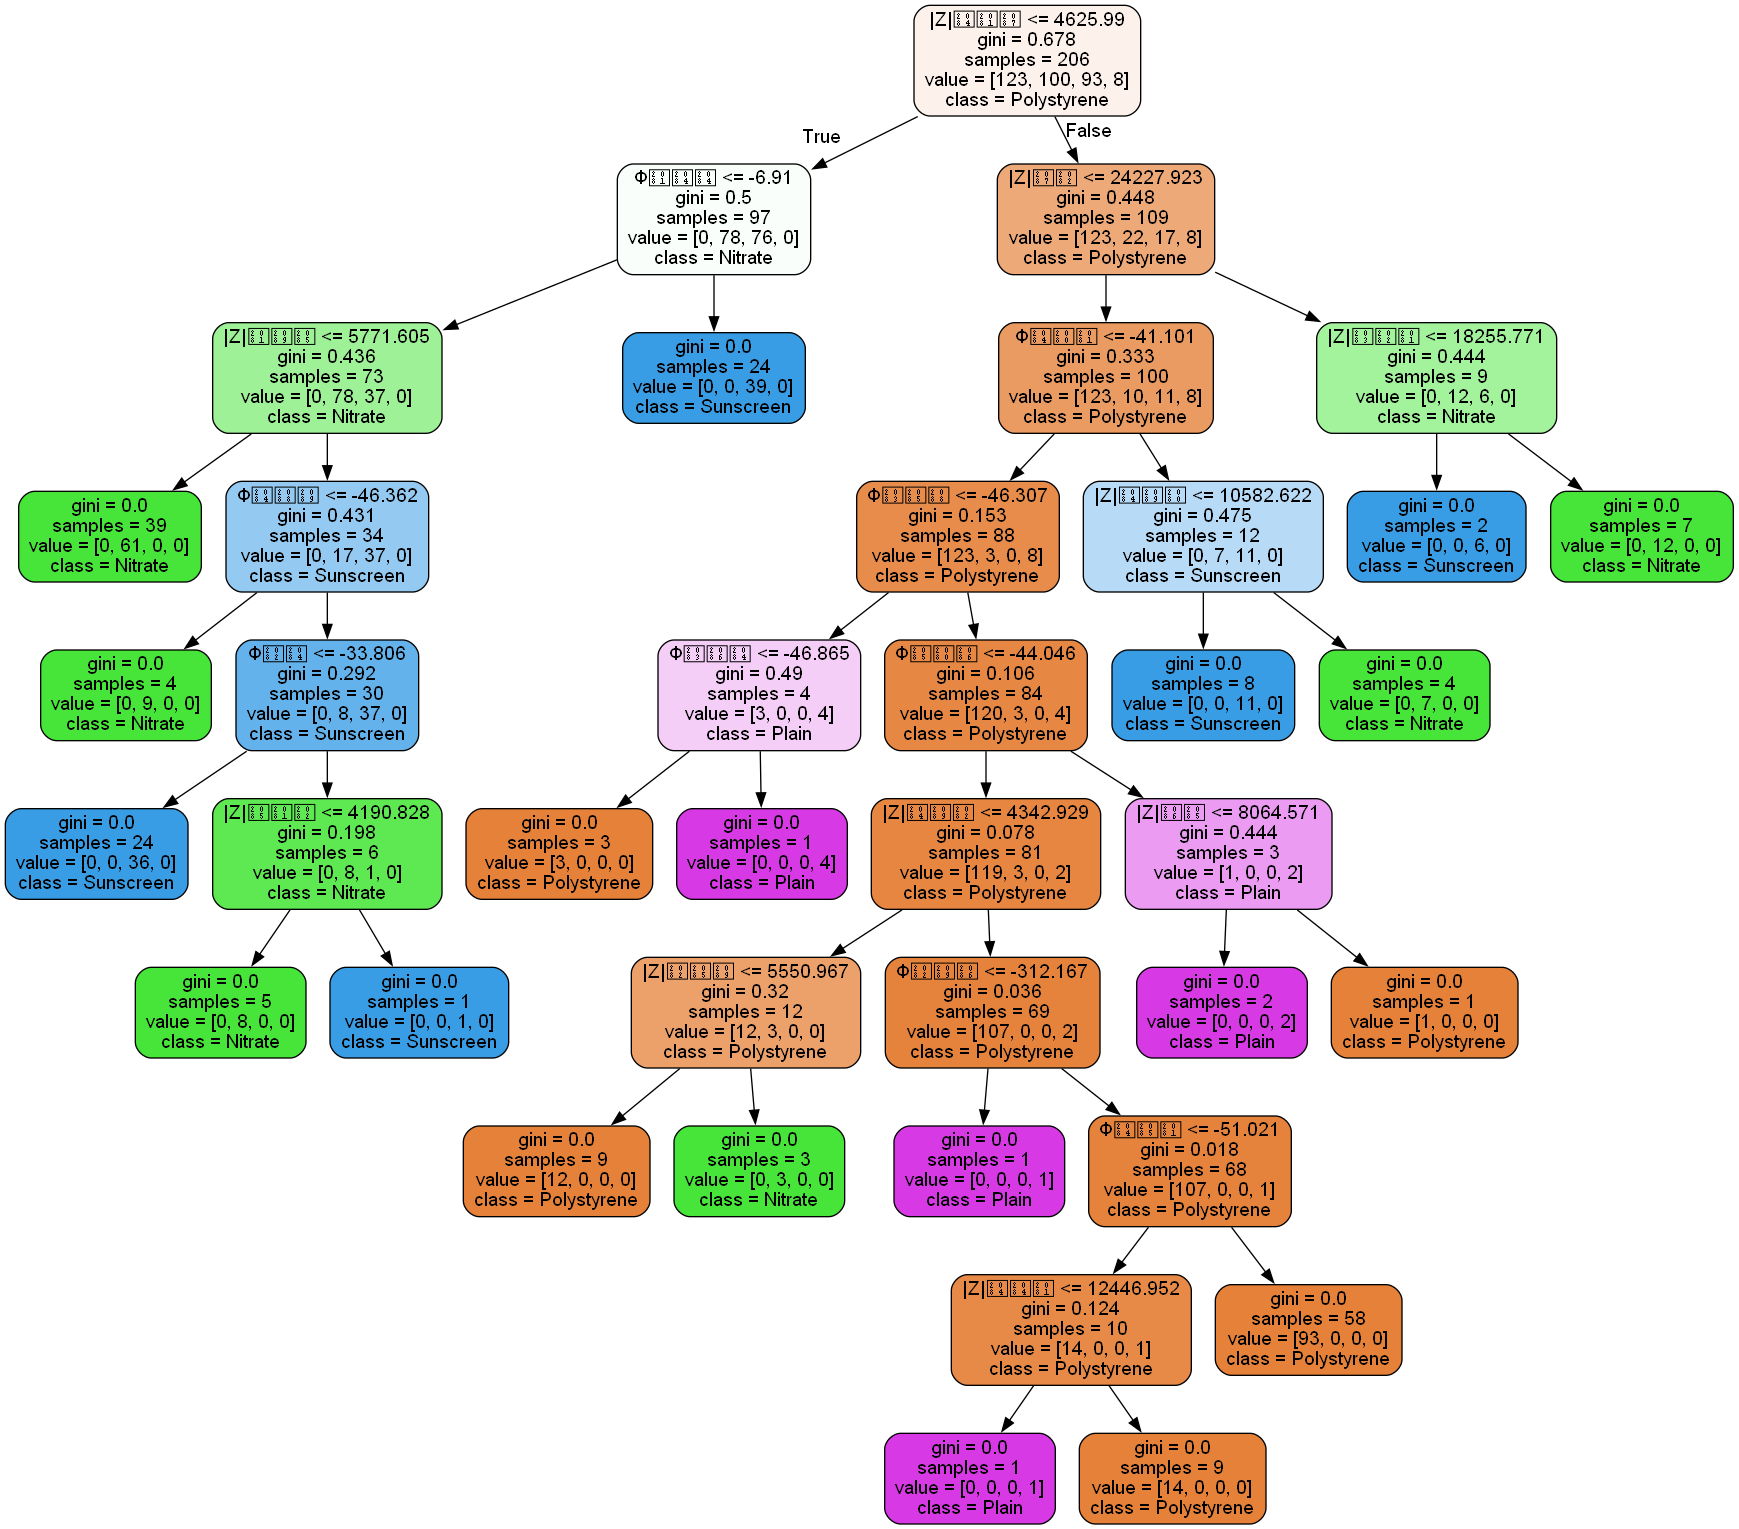 |Z| <= 4625.99
gini = 0.678
samples = 206
value = [123, 100, 93, 8]
class = Polystyrene
True
False
Φ <= -6.91
gini = 0.5
samples = 97
value = [0, 78, 76, 0]
class = Nitrate
|Z| <= 24227.923
gini = 0.448
samples = 109
value = [123, 22, 17, 8]
class = Polystyrene
|Z| <= 5771.605
gini = 0.436
samples = 73
value = [0, 78, 37, 0]
class = Nitrate
gini = 0.0
samples = 24
value = [0, 0, 39, 0]
class = Sunscreen
Φ <= -41.101
gini = 0.333
samples = 100
value = [123, 10, 11, 8]
class = Polystyrene
|Z| <= 18255.771
gini = 0.444
samples = 9
value = [0, 12, 6, 0]
class = Nitrate
gini = 0.0
samples = 39
value = [0, 61, 0, 0]
class = Nitrate
Φ <= -46.362
gini = 0.431
samples = 34
value = [0, 17, 37, 0]
class = Sunscreen
Φ <= -46.307
gini = 0.153
samples = 88
value = [123, 3, 0, 8]
class = Polystyrene
|Z| <= 10582.622
gini = 0.475
samples = 12
value = [0, 7, 11, 0]
class = Sunscreen
gini = 0.0
samples = 2
value = [0, 0, 6, 0]
class = Sunscreen
gini = 0.0
samples = 7
value = [0, 12, 0, 0]
class = Nitrate
gini = 0.0
samples = 4
value = [0, 9, 0, 0]
class = Nitrate
Φ <= -33.806
gini = 0.292
samples = 30
value = [0, 8, 37, 0]
class = Sunscreen
Φ <= -46.865
gini = 0.49
samples = 4
value = [3, 0, 0, 4]
class = Plain
Φ <= -44.046
gini = 0.106
samples = 84
value = [120, 3, 0, 4]
class = Polystyrene
gini = 0.0
samples = 8
value = [0, 0, 11, 0]
class = Sunscreen
gini = 0.0
samples = 4
value = [0, 7, 0, 0]
class = Nitrate
gini = 0.0
samples = 24
value = [0, 0, 36, 0]
class = Sunscreen
|Z| <= 4190.828
gini = 0.198
samples = 6
value = [0, 8, 1, 0]
class = Nitrate
gini = 0.0
samples = 3
value = [3, 0, 0, 0]
class = Polystyrene
gini = 0.0
samples = 1
value = [0, 0, 0, 4]
class = Plain
|Z| <= 4342.929
gini = 0.078
samples = 81
value = [119, 3, 0, 2]
class = Polystyrene
|Z| <= 8064.571
gini = 0.444
samples = 3
value = [1, 0, 0, 2]
class = Plain
gini = 0.0
samples = 5
value = [0, 8, 0, 0]
class = Nitrate
gini = 0.0
samples = 1
value = [0, 0, 1, 0]
class = Sunscreen
|Z| <= 5550.967
gini = 0.32
samples = 12
value = [12, 3, 0, 0]
class = Polystyrene
Φ <= -312.167
gini = 0.036
samples = 69
value = [107, 0, 0, 2]
class = Polystyrene
gini = 0.0
samples = 2
value = [0, 0, 0, 2]
class = Plain
gini = 0.0
samples = 1
value = [1, 0, 0, 0]
class = Polystyrene
gini = 0.0
samples = 9
value = [12, 0, 0, 0]
class = Polystyrene
gini = 0.0
samples = 3
value = [0, 3, 0, 0]
class = Nitrate
gini = 0.0
samples = 1
value = [0, 0, 0, 1]
class = Plain
Φ <= -51.021
gini = 0.018
samples = 68
value = [107, 0, 0, 1]
class = Polystyrene
|Z| <= 12446.952
gini = 0.124
samples = 10
value = [14, 0, 0, 1]
class = Polystyrene
gini = 0.0
samples = 58
value = [93, 0, 0, 0]
class = Polystyrene
gini = 0.0
samples = 1
value = [0, 0, 0, 1]
class = Plain
gini = 0.0
samples = 9
value = [14, 0, 0, 0]
class = Polystyrene